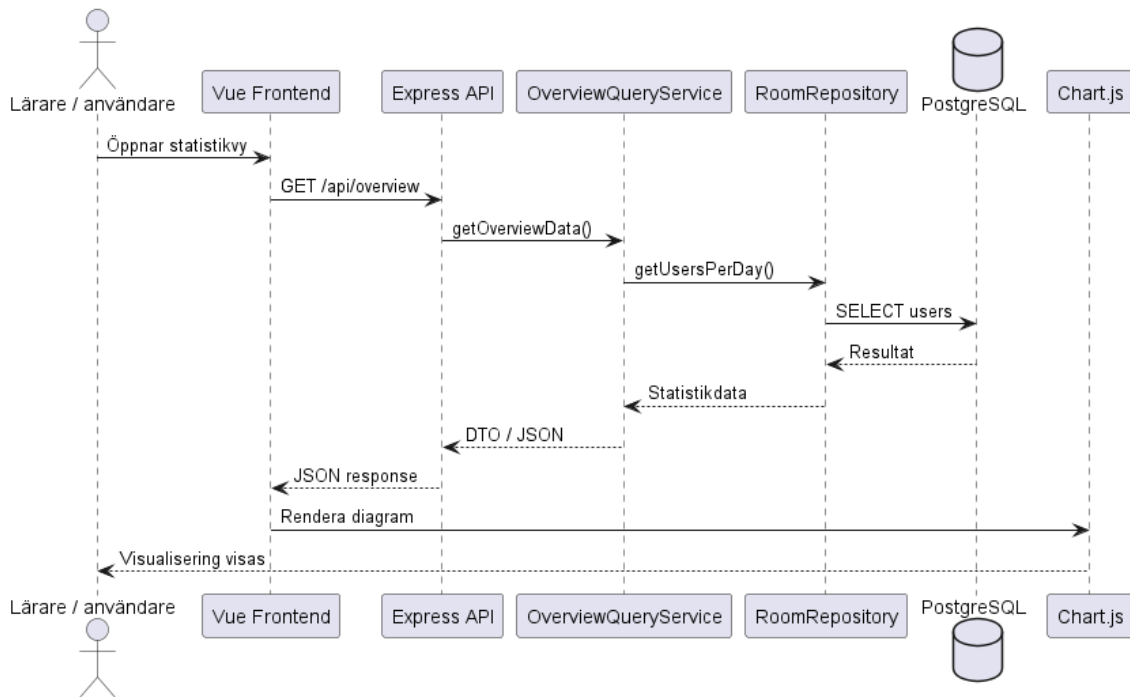 Lärare / användare
Vue Frontend
Express API
OverviewQueryService
RoomRepository
PostgreSQL
Chart.js
Öppnar statistikvy
GET /api/overview
getOverviewData()
getUsersPerDay()
SELECT users
Resultat
Statistikdata
DTO / JSON
JSON response
Rendera diagram
Visualisering visas
Lärare / användare
Vue Frontend
Express API
OverviewQueryService
RoomRepository
PostgreSQL
Chart.js